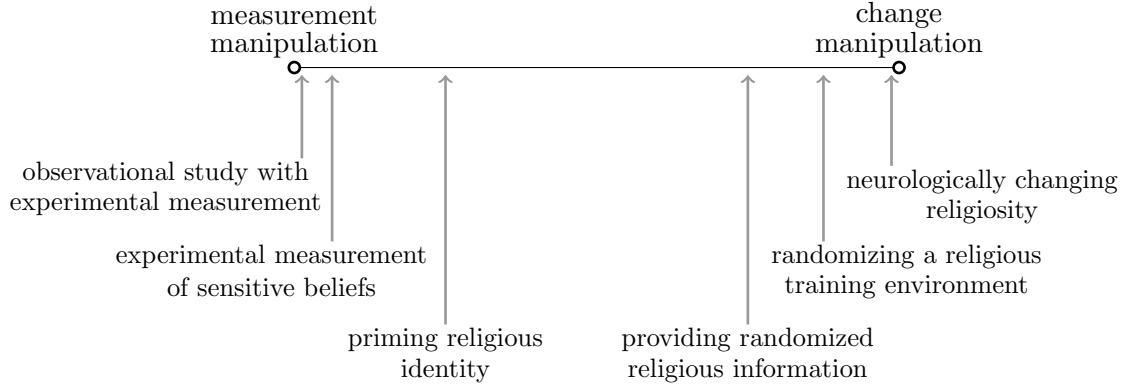 measurement
manipulation
change
manipulation
observational study with
experimental measurement
experimental measurement
of sensitive beliefs
priming religious
identity
providing randomized
religious information
randomizing a religious
training environment
neurologically changing
religiosity